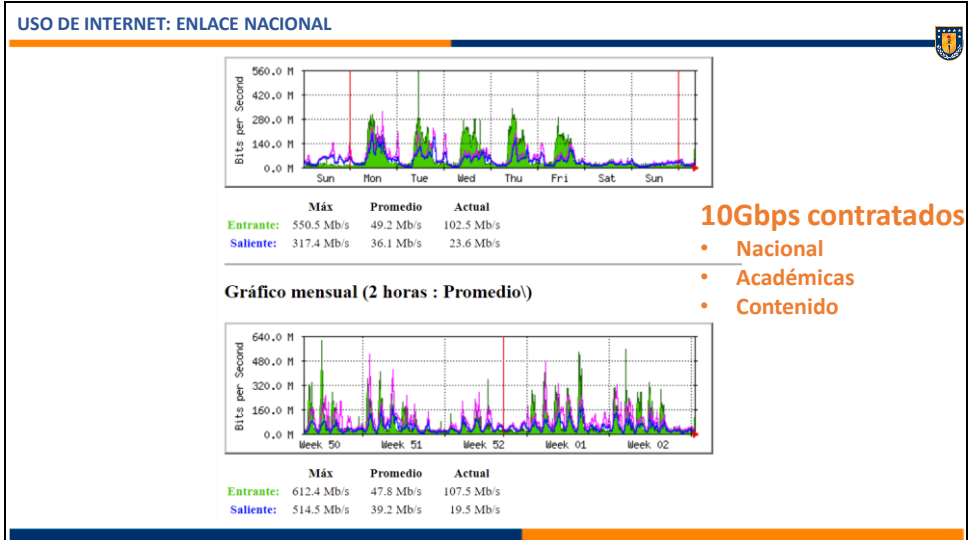 USO DE INTERNET: ENLACE NACIONAL
Bits per Second
560.0 M
420.0 M
280.0 M
140.0 M
0.0 M
Sun Mon Tue Wed Thu Fri Sat Sun
Máx Promedio Actual
Entrante: 550.5 Mb/s 49.2 Mb/s 102.5 Mb/s
Saliente: 317.4 Mb/s 36.1 Mb/s 23.6 Mb/s
10Gbps contratados
• Nacional
• Académicas
• Contenido
Gráfico mensual (2 horas : Promedio\)
Bits per Second
640.0 M
480.0 M
320.0 M
160.0 M
0.0 M
Week 50 Week 51 Week 52 Week 01 Week 02
Máx Promedio Actual
Entrante: 612.4 Mb/s 47.8 Mb/s 107.5 Mb/s
Saliente: 514.5 Mb/s 39.2 Mb/s 19.5 Mb/s